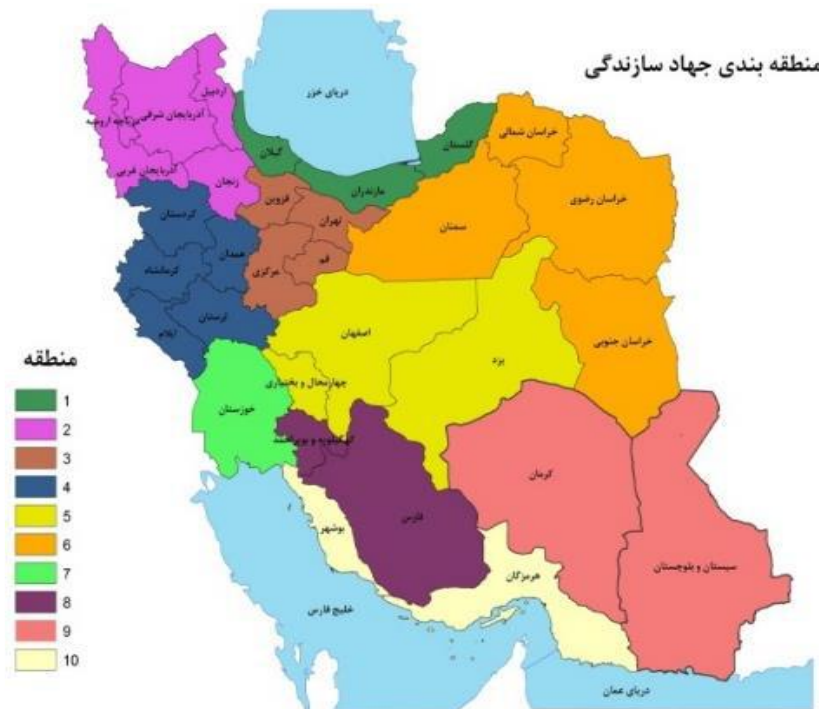 منطقه بندی جهاد سازندگی
دریای خزر
اردبیل
آذربایجان شرقی
دریاچه ارومیه
آذربایجان غربی
زنجان
گیلان
مازندران
گلستان
خراسان شمالی
خراسان رضوی
سمنان
قزوین
تهران
قم
مرکزی
کردستان
همدان
کرمانشاه
لرستان
ایلام
اصفهان
یزد
خراسان جنوبی
چهارمحال و بختیاری
خوزستان
کهگیلویه و بویراحمد
فارس
کرمان
بوشهر
هرمزگان
سیستان و بلوچستان
خلیج فارس
دریای عمان
منطقه
1
2
3
4
5
6
7
8
9
10